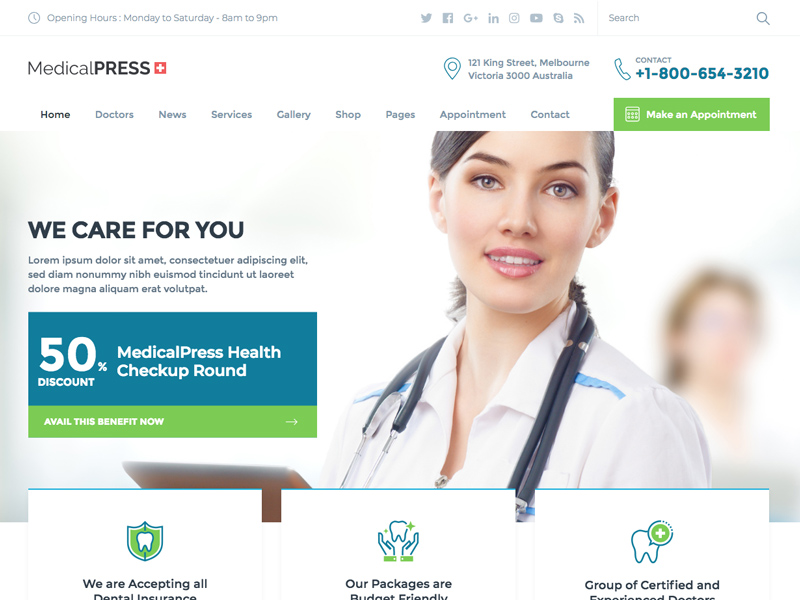 Opening Hours : Monday to Saturday - 8am to 9pm
Search
MedicalPRESS
121 King Street, Melbourne
Victoria 3000 Australia
CONTACT
+1-800-654-3210
Home Doctors News Services Gallery Shop Pages Appointment Contact
Make an Appointment
WE CARE FOR YOU
Lorem ipsum dolor sit amet, consectetuer adipiscing elit,
sed diam nonummy nibh euismod tincidunt ut laoreet
dolore magna aliquam erat volutpat.
50%
DISCOUNT
MedicalPress Health
Checkup Round
AVAIL THIS BENEFIT NOW
We are Accepting all
Dental Insurance
Our Packages are
Budget Friendly
Group of Certified and
Experienced Doctors